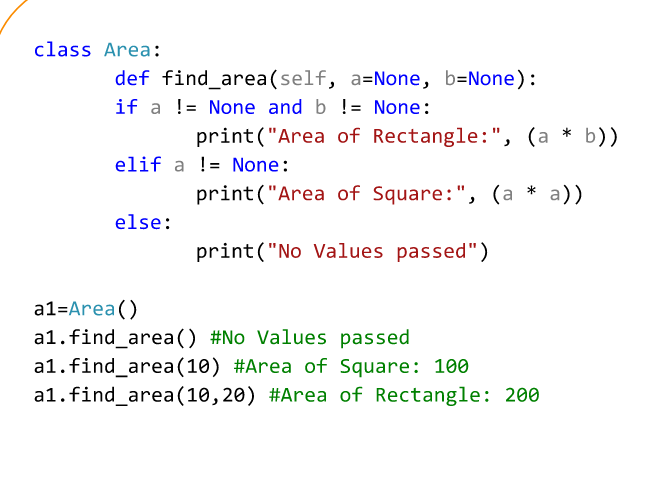 class Area:
def find_area(self, a=None, b=None):
if a != None and b != None:
print("Area of Rectangle:", (a * b))
elif a != None:
print("Area of Square:", (a * a))
else:
print("No Values passed")
a1=Area()
a1.find_area() #No Values passed
a1.find_area(10) #Area of Square: 100
a1.find_area(10,20) #Area of Rectangle: 200